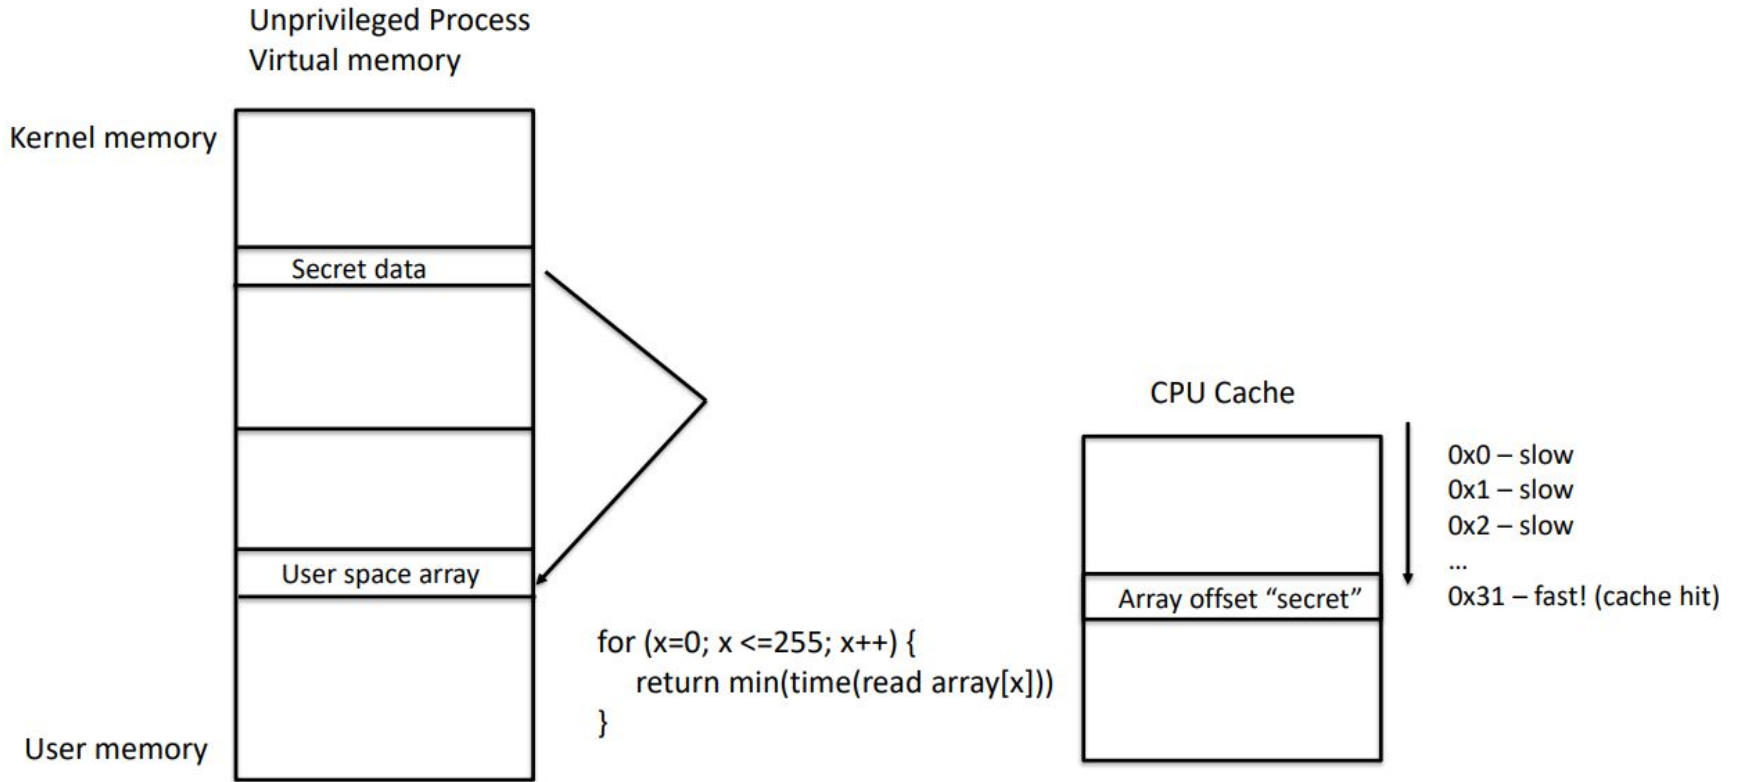 Unprivileged Process
Virtual memory
Kernel memory
Secret data
User space array
User memory
for (x=0; x <=255; x++) {
return min(time(read array[x]))
}
CPU Cache
Array offset “secret”
0x0 – slow
0x1 – slow
0x2 – slow
...
0x31 – fast! (cache hit)